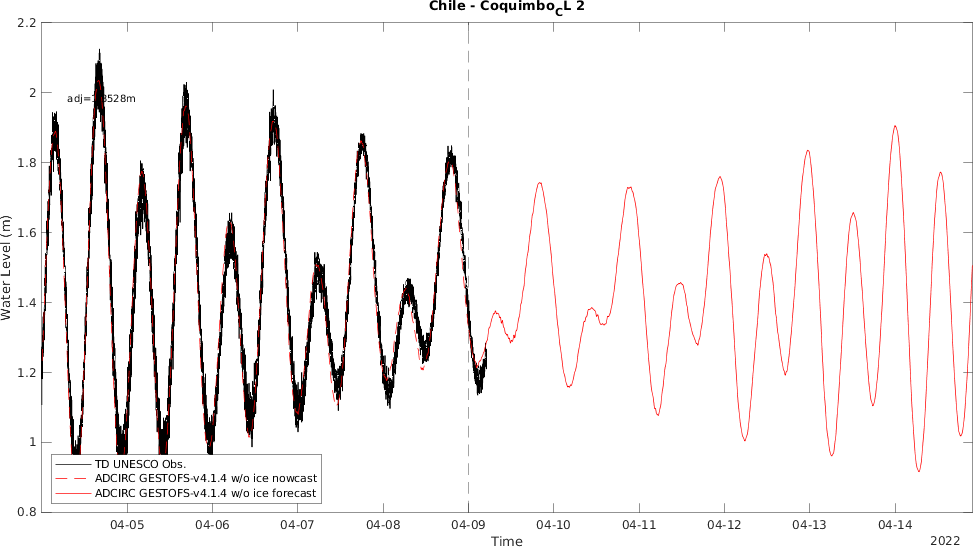 Chile - CoquimboCL 2
2.2
2
1.8
1.6
1.4
1.2
1
0.8
Water Level (m)
TD UNESCO Obs.
ADCIRC GESTOFS-v4.1.4 w/o ice nowcast
ADCIRC GESTOFS-v4.1.4 w/o ice forecast
04-05 04-06 04-07 04-08 04-09 04-10 04-11 04-12 04-13 04-14
Time
2022